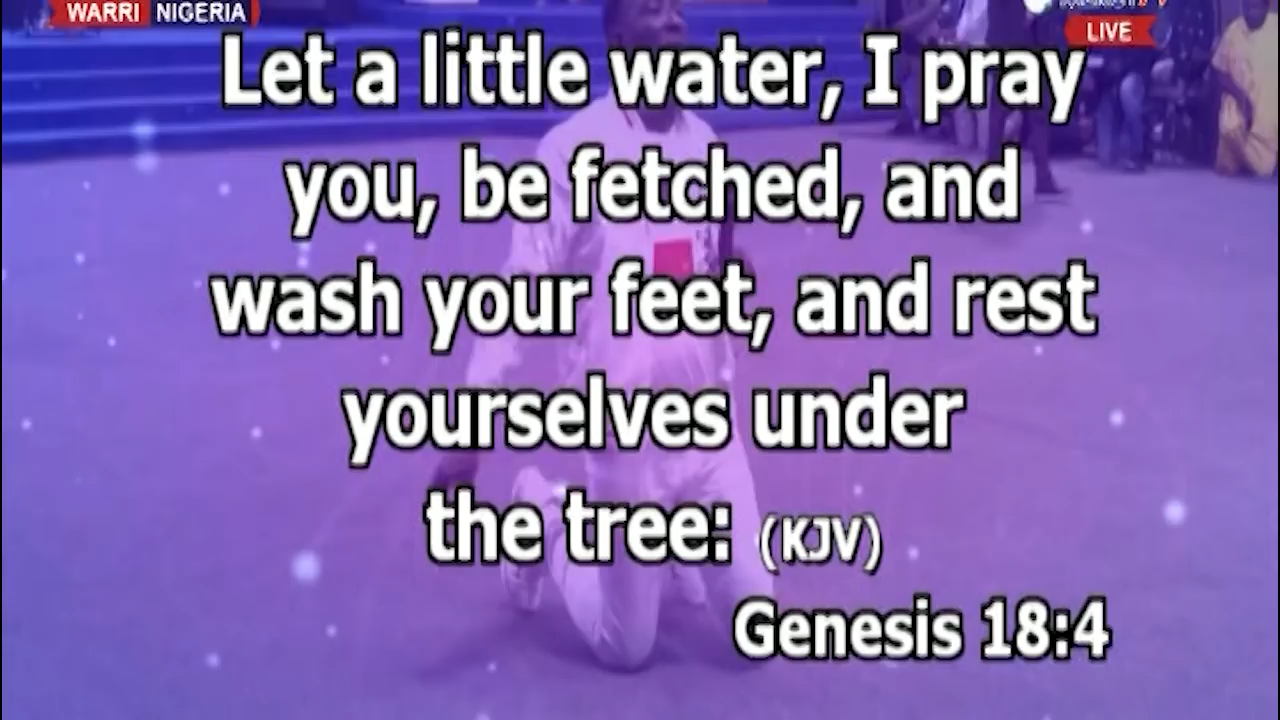 WARRI NIGERIA
LIVE
Let a little water, I pray
you, be fetched, and
wash your feet, and rest
yourselves under
the tree: (KJV)
Genesis 18:4